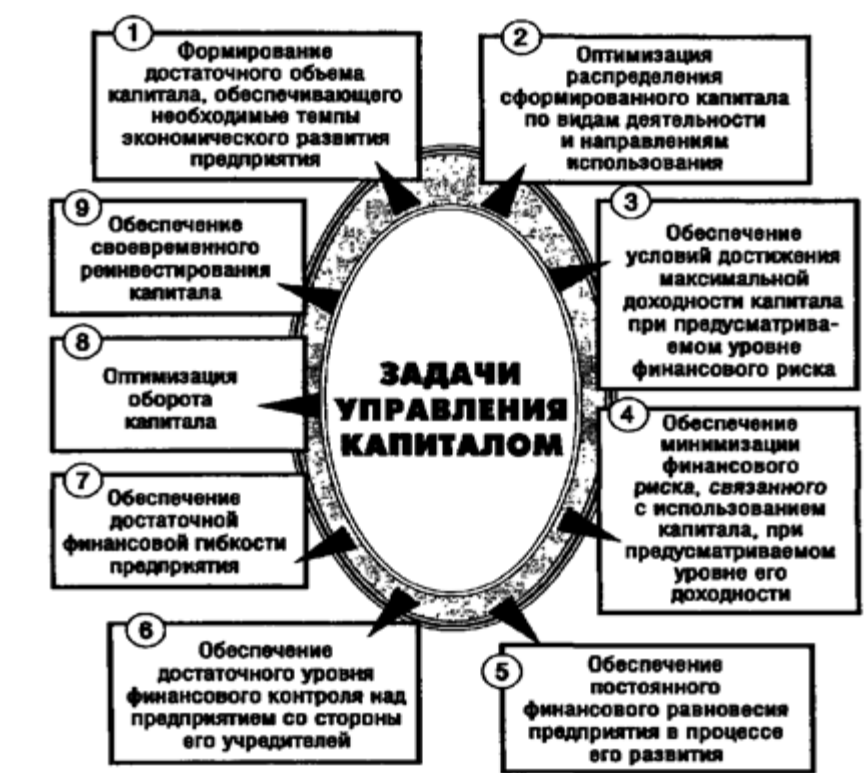 1
Формирование
достаточного объема
капитала, обеспечивающего
необходимые темпы
экономического развития
предприятия
2
Оптимизация
распределения
сформированного капитала
по видам деятельности
и направлениям
использования
3
Обеспечение
условий достижения
максимальной
доходности капитала
при предусматрива-
емом уровне
финансового риска
4
Обеспечение
минимизации
финансового
риска, связанного
с использованием
капитала, при
предусматриваемом
уровне его
доходности
5
Обеспечение
постоянного
финансового равновесия
предприятия в процессе
его развития
6
Обеспечение
достаточного уровня
финансового контроля над
предприятием со стороны
его учредителей
7
Обеспечение
достаточной
финансовой гибкости
предприятия
8
Оптимизация
оборота
капитала
9
Обеспечение
своевременного
реинвестирования
капитала
ЗАДАЧИ
УПРАВЛЕНИЯ
КАПИТАЛОМ